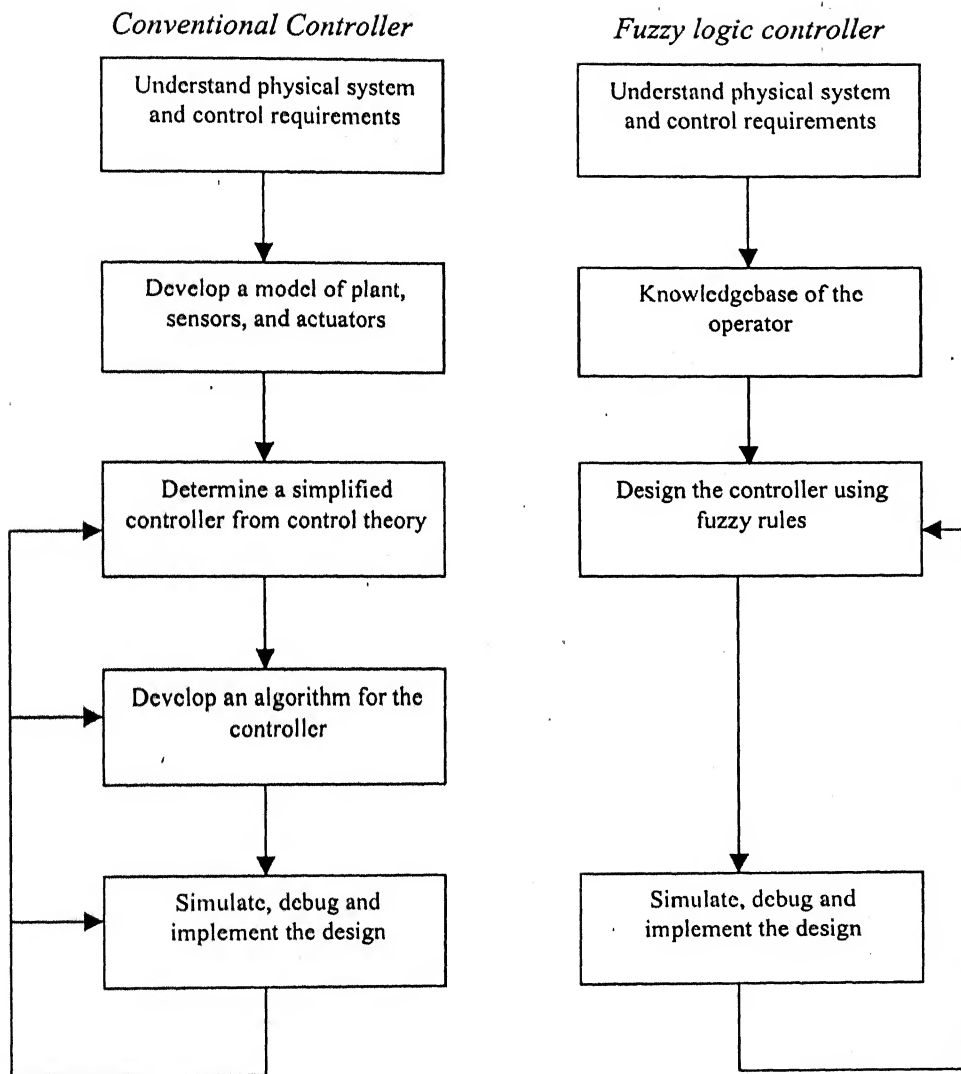 Conventional Controller
Understand physical system
and control requirements
Develop a model of plant,
sensors, and actuators
Determine a simplified
controller from control theory
Develop an algorithm for the
controller
Simulate, debug and
implement the design
Fuzzy logic controller
Understand physical system
and control requirements
Knowledgebase of the
operator
Design the controller using
fuzzy rules
Simulate, debug and
implement the design